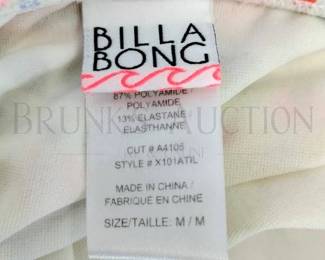 BILLA
BONG
87% POLYAMIDE /
POLYAMIDE
13% ELASTANE /
ELASTHANNE
CUT # A4105
STYLE # X101ATIL
MADE IN CHINA /
FABRIQUE EN CHINE
SIZE/TAILLE: M / M
BRUNK AUCTION